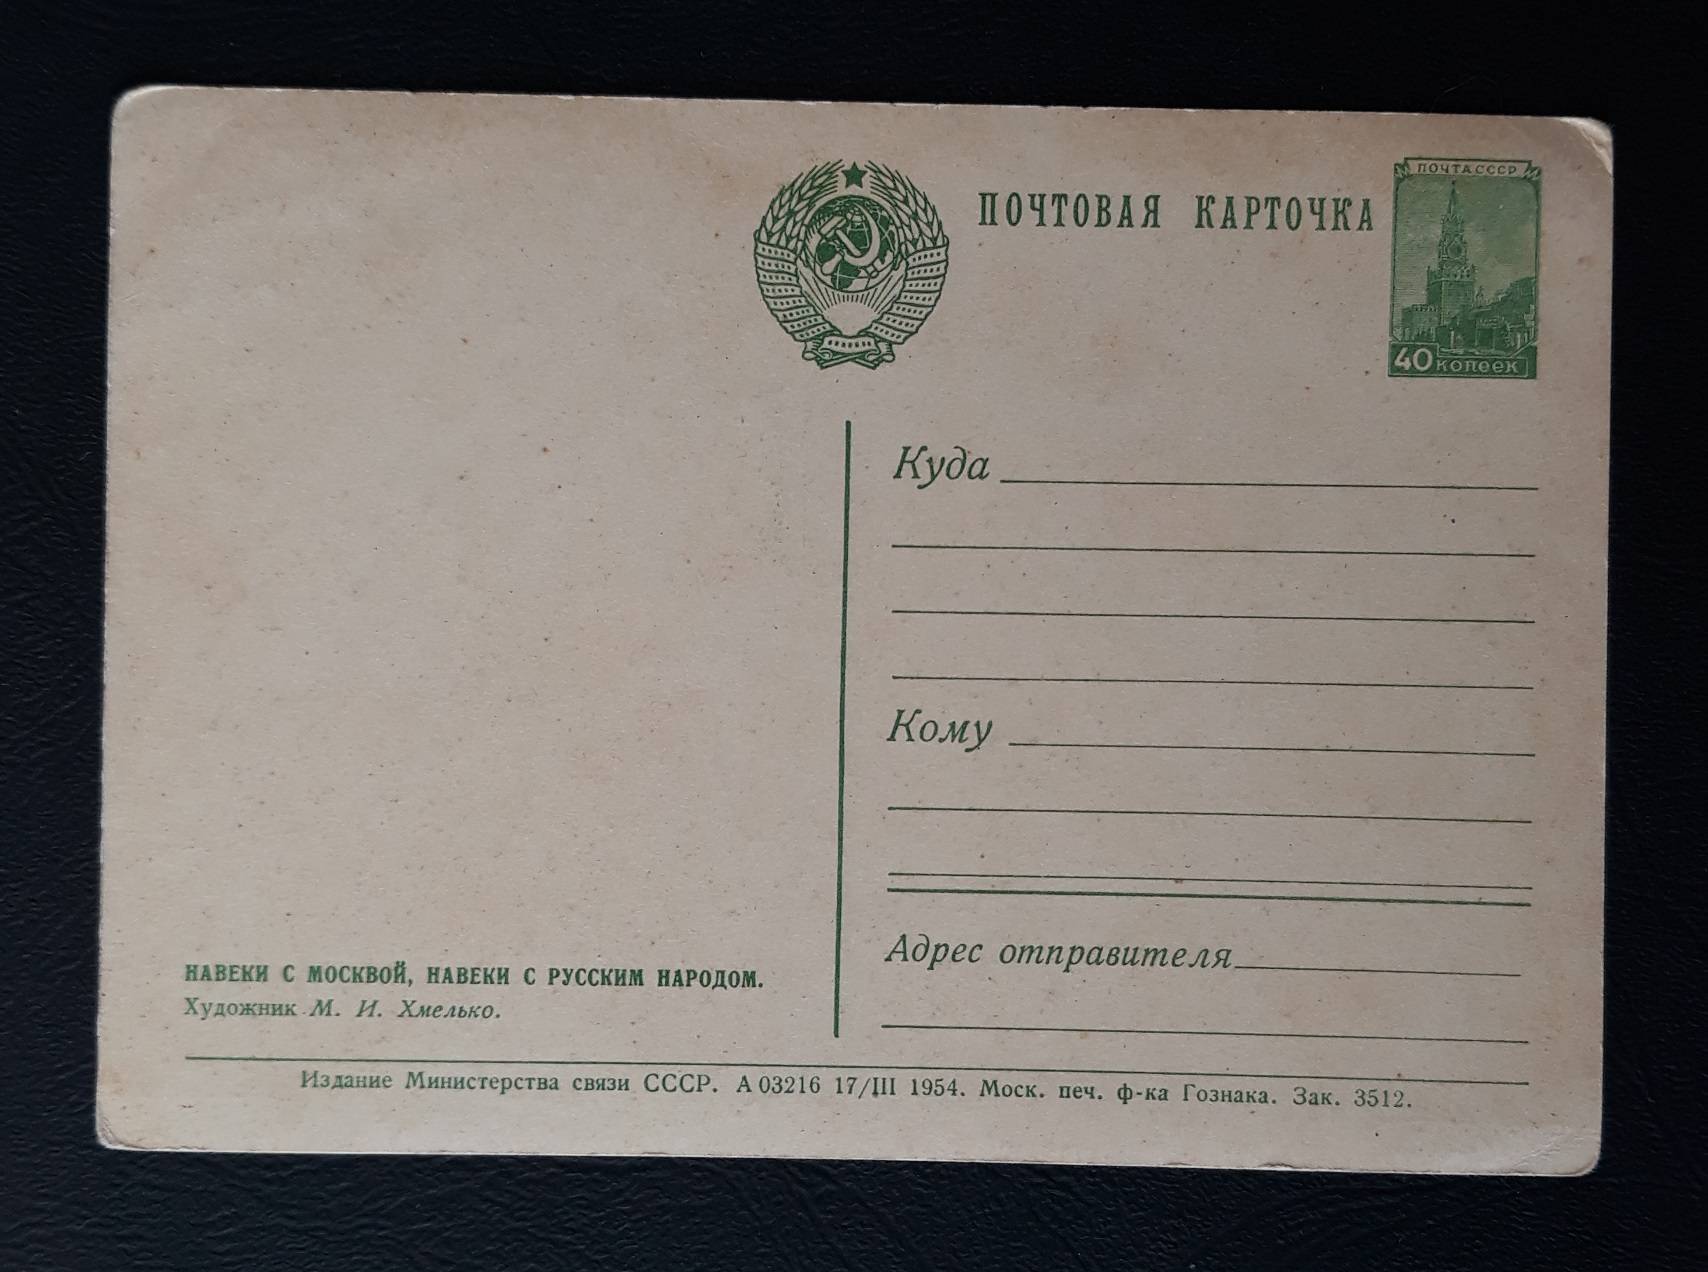 ПОЧТА СССР
ПОЧТОВАЯ КАРТОЧКА
40 копеек
Куда
Кому
Адрес отправителя
НАВЕКИ С МОСКВОЙ, НАВЕКИ С РУССКИМ НАРОДОМ.
Художник М. И. Хмелько.
Издание Министерства связи СССР. А 03216 17/III 1954. Моск. печ. ф-ка Гознака. Зак. 3512.